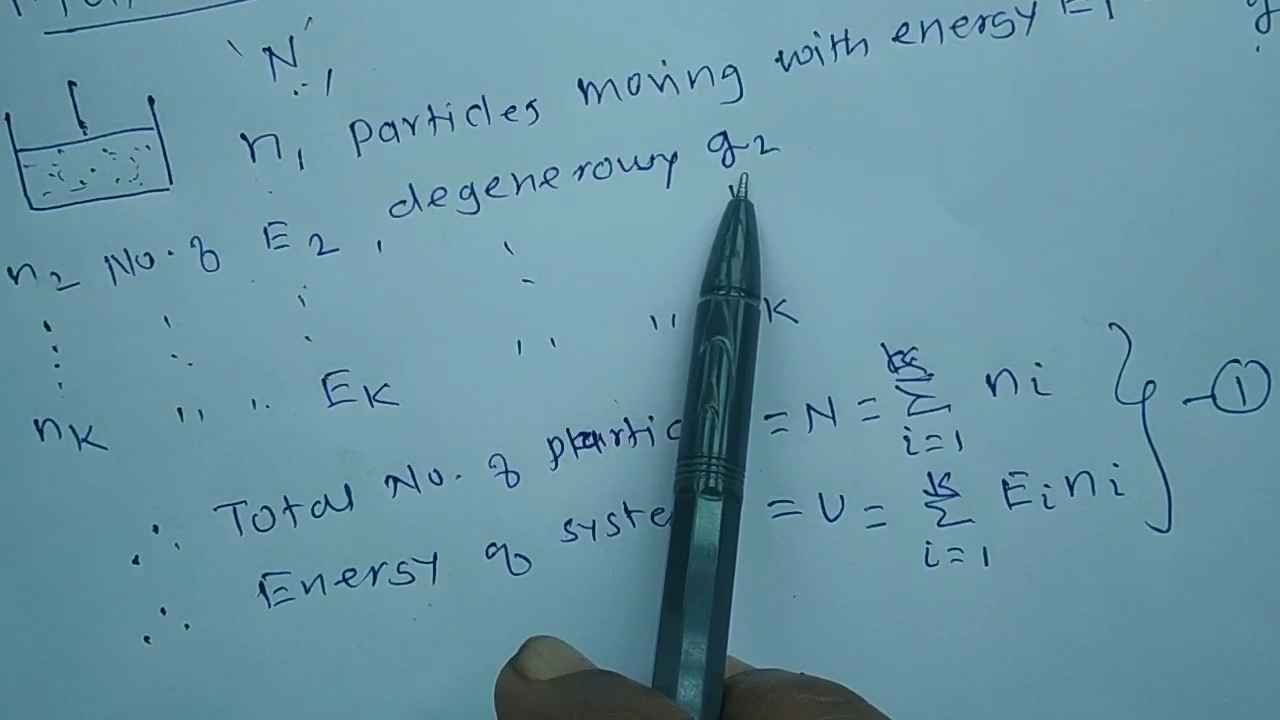 'N',
n₁ particles moving with energy E₁
n₂ No. of E₂, degenerowy g₂
nK " " EK " " " K
∴ Total No. of partic = N = K Σ i=1 ni
∴ Energy of syste = U = K Σ i=1 Ei ni } - ①